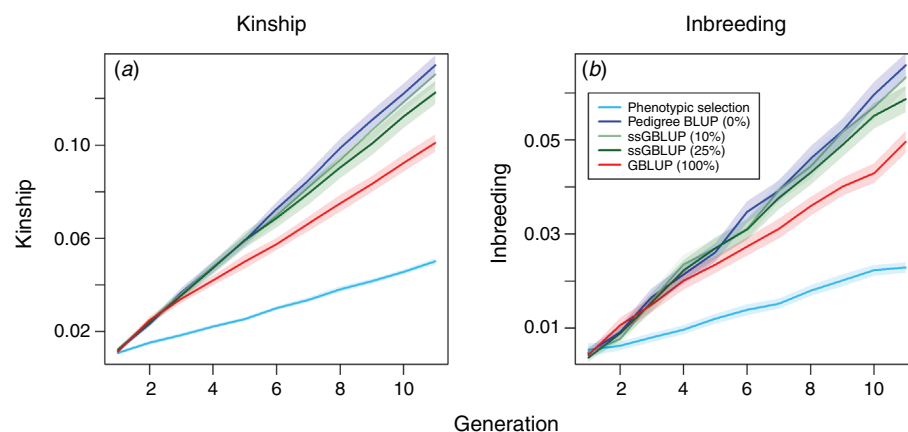 Kinship
Inbreeding
(a)
(b)
Phenotypic selection
Pedigree BLUP (0%)
ssGBLUP (10%)
ssGBLUP (25%)
GBLUP (100%)
Kinship
0.10
0.06
0.02
Inbreeding
0.05
0.03
0.01
2 4 6 8 10
2 4 6 8 10
Generation